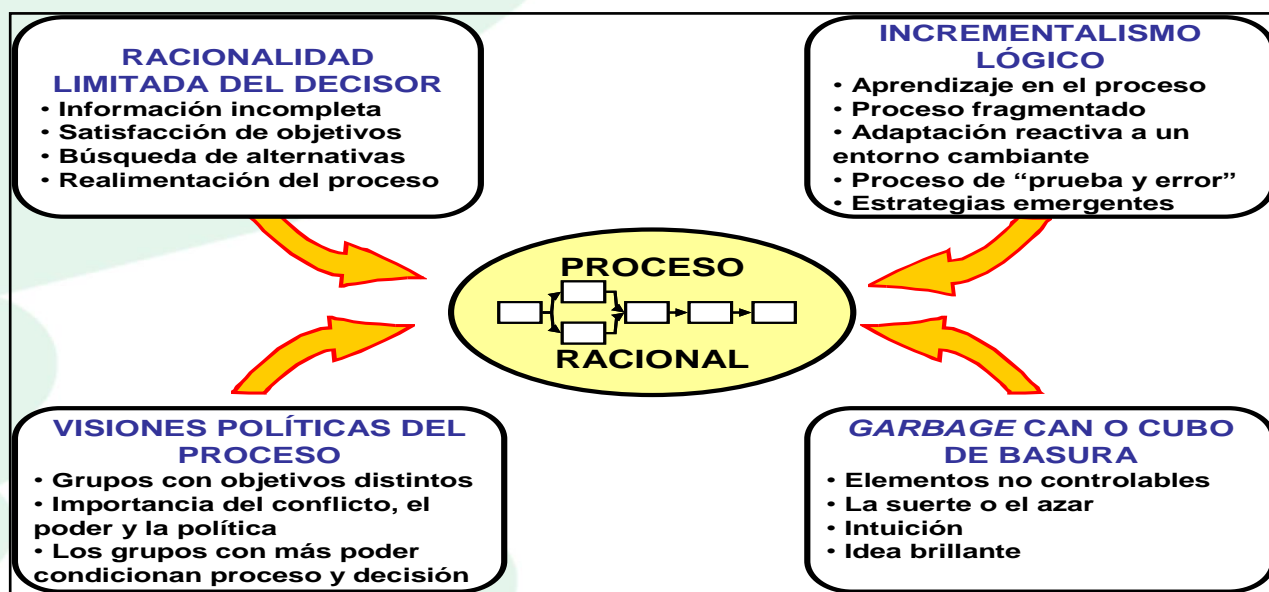 RACIONALIDAD
LIMITADA DEL DECISOR
• Información incompleta
• Satisfacción de objetivos
• Búsqueda de alternativas
• Realimentación del proceso
INCREMENTALISMO
LÓGICO
• Aprendizaje en el proceso
• Proceso fragmentado
• Adaptación reactiva a un
entorno cambiante
• Proceso de “prueba y error”
• Estrategias emergentes
PROCESO
RACIONAL
VISIONES POLÍTICAS DEL
PROCESO
• Grupos con objetivos distintos
• Importancia del conflicto, el
poder y la política
• Los grupos con más poder
condicionan proceso y decisión
GARBAGE CAN O CUBO
DE BASURA
• Elementos no controlables
• La suerte o el azar
• Intuición
• Idea brillante